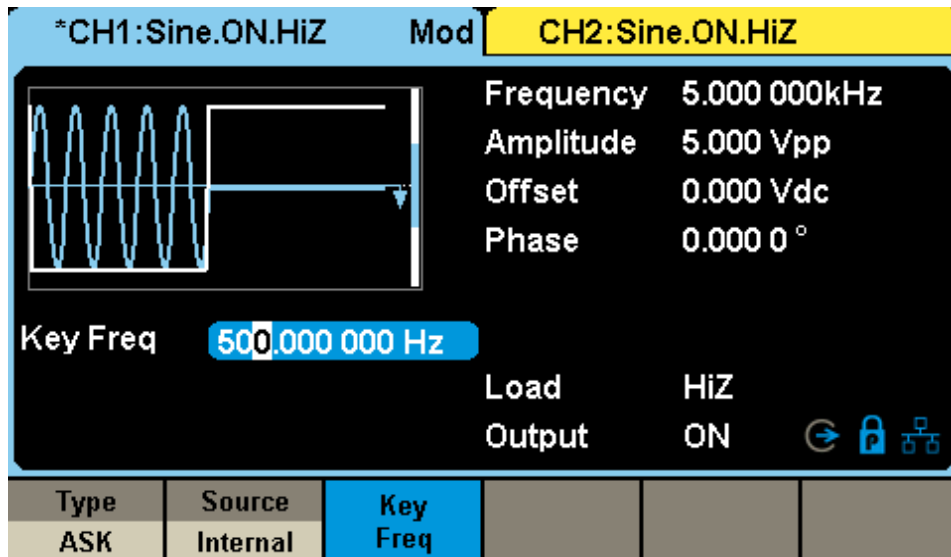 *CH1:Sine.ON.HiZ Mod CH2:Sine.ON.HiZ
Frequency 5.000 000kHz
Amplitude 5.000 Vpp
Offset 0.000 Vdc
Phase 0.000 0 °
Key Freq 500.000 000 Hz
Load HiZ
Output ON P
Type Source Key
ASK Internal Freq